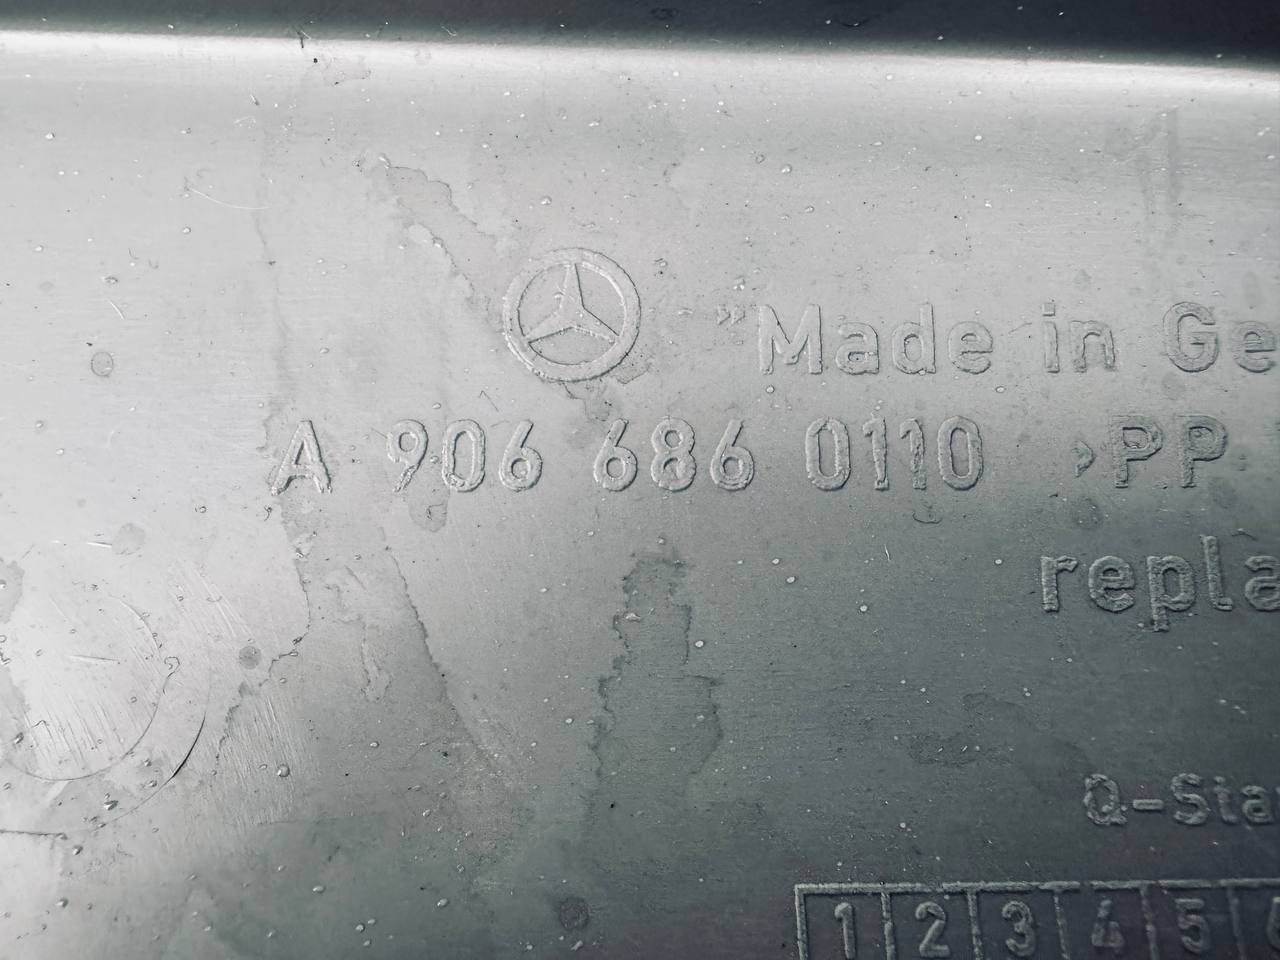 "Made in Ge
A 906 686 0110 >PP
repla
Q-Sta
1 2 3 4 5